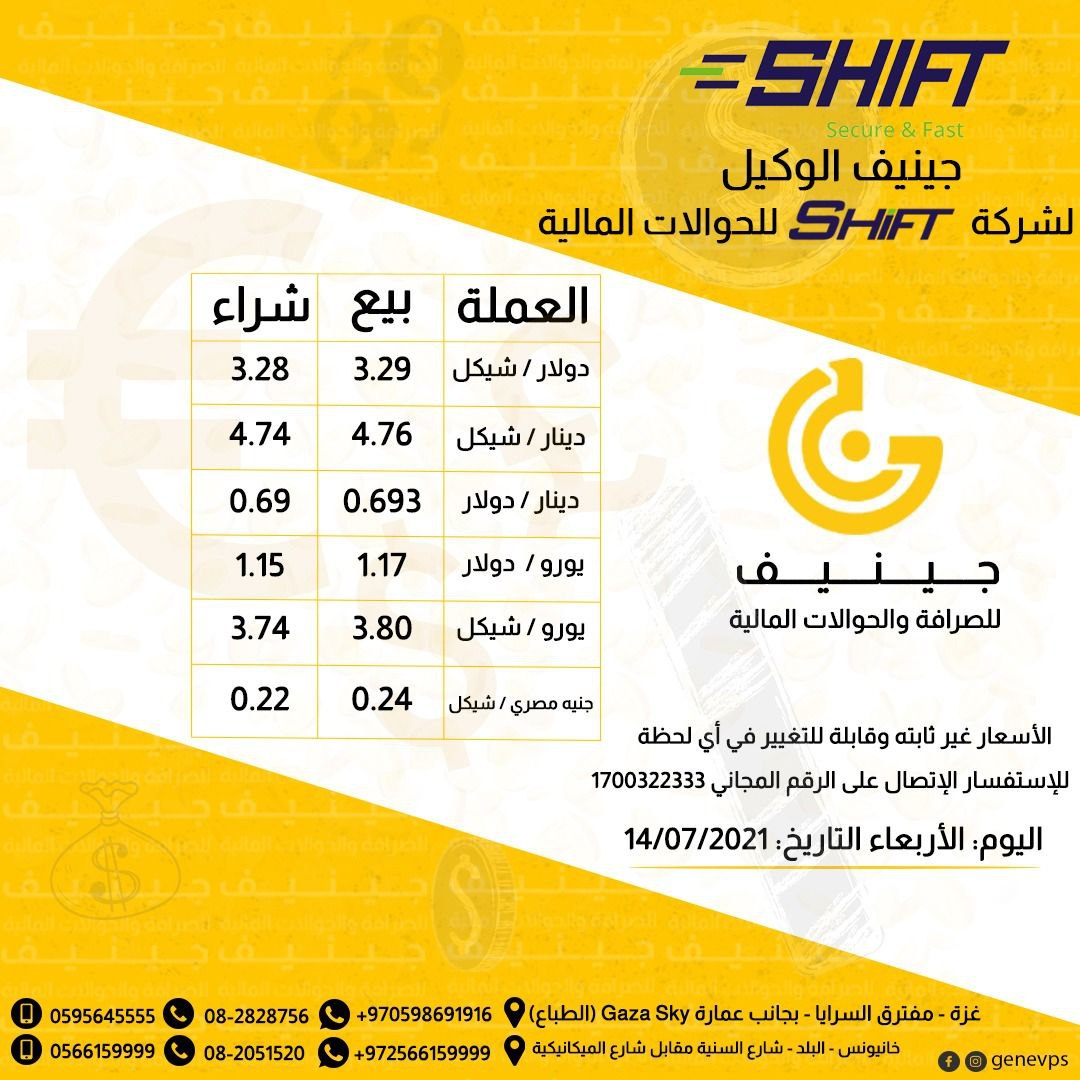 SHIFT
Secure & Fast
جينيف الوكيل
لشركة SHIFT للحوالات المالية
العملة بيع شراء
دولار / شيكل 3.29 3.28
دينار / شيكل 4.76 4.74
دينار / دولار 0.693 0.69
يورو / دولار 1.17 1.15
يورو / شيكل 3.80 3.74
جنيه مصري / شيكل 0.24 0.22
جـــيـــنـــيـــف
للصرافة والحوالات المالية
الأسعار غير ثابته وقابلة للتغيير في أي لحظة
للإستفسار الإتصال على الرقم المجاني 1700322333
اليوم: الأربعاء التاريخ: 14/07/2021
غزة - مفترق السرايا - بجانب عمارة Gaza Sky (الطباع) +970598691916 08-2828756 0595645555
خانيونس - البلد - شارع السنية مقابل شارع الميكانيكية +972566159999 08-2051520 0566159999
genevps